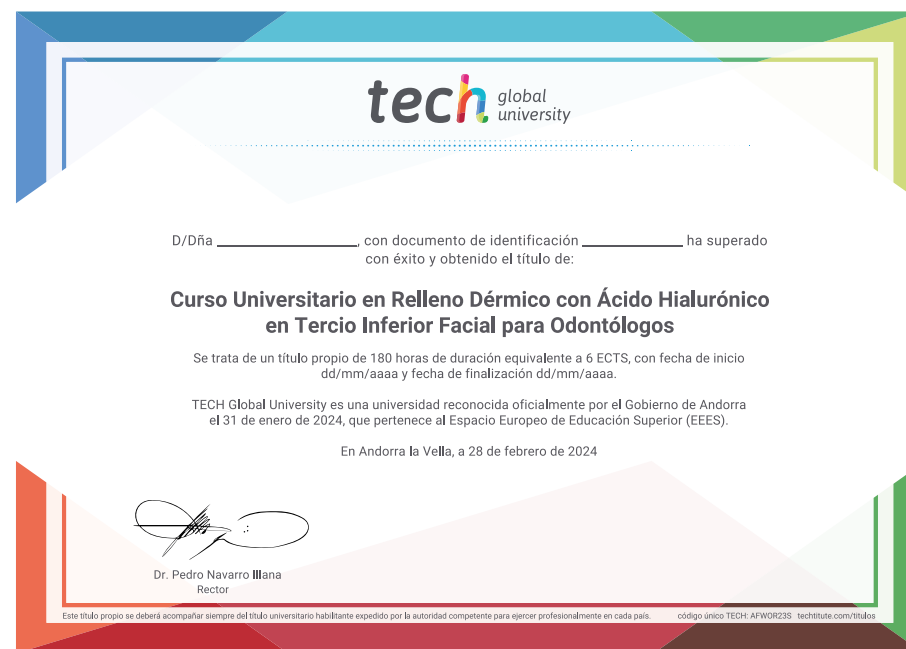 tech global
university
D/Dña ____________________, con documento de identificación ______________ ha superado
con éxito y obtenido el título de:
Curso Universitario en Relleno Dérmico con Ácido Hialurónico
en Tercio Inferior Facial para Odontólogos
Se trata de un título propio de 180 horas de duración equivalente a 6 ECTS, con fecha de inicio
dd/mm/aaaa y fecha de finalización dd/mm/aaaa.
TECH Global University es una universidad reconocida oficialmente por el Gobierno de Andorra
el 31 de enero de 2024, que pertenece al Espacio Europeo de Educación Superior (EEES).
En Andorra la Vella, a 28 de febrero de 2024
Dr. Pedro Navarro Illana
Rector
Este título propio se deberá acompañar siempre del título universitario habilitante expedido por la autoridad competente para ejercer profesionalmente en cada país. código único TECH: AFWOR23S techtitute.com/titulos